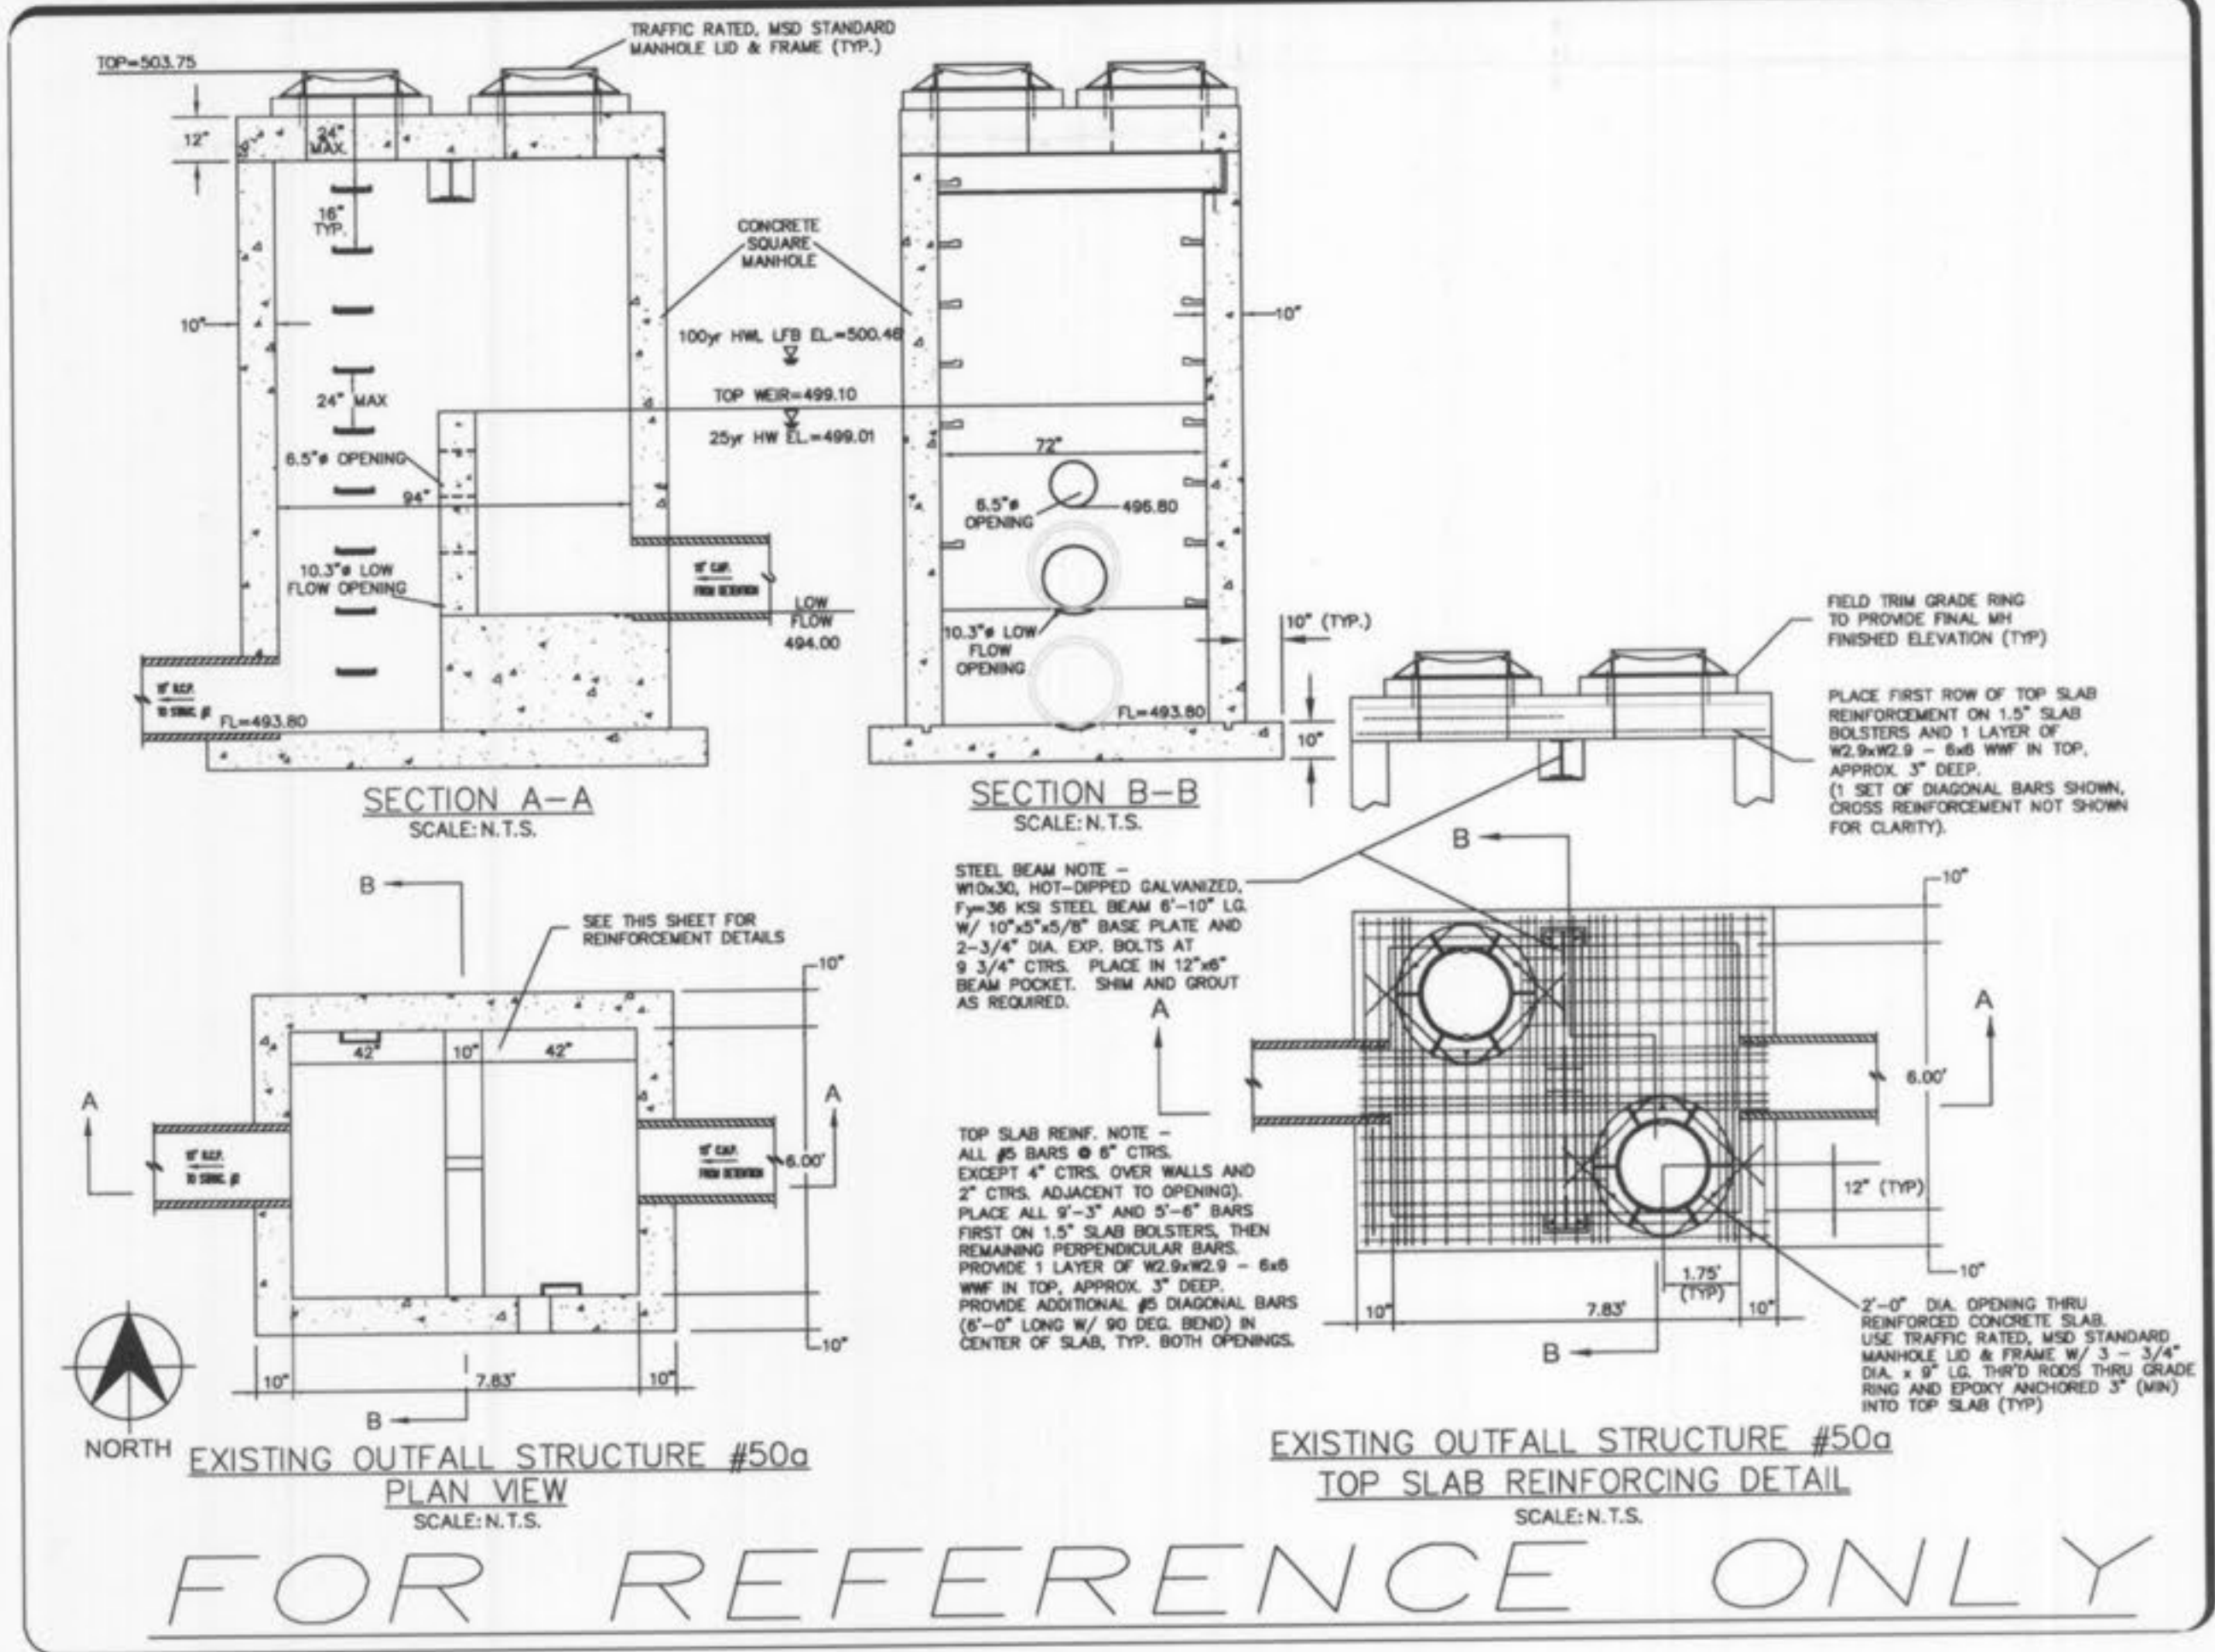 TRAFFIC RATED, MSD STANDARD
MANHOLE LID & FRAME (TYP.)
TOP=503.75
12"
24"
MAX.
16"
TYP.
10"
24" MAX
6.5"ø OPENING
94"
10.3"ø LOW
FLOW OPENING
15" R.C.P.
FL=493.80
CONCRETE
SQUARE
MANHOLE
100yr HWL LFB EL.=500.46
TOP WEIR=499.10
25yr HW EL.=499.01
15" C.M.P.
FROM DETENTION
LOW
FLOW
494.00
SECTION A-A
SCALE: N.T.S.
10"
72"
6.5"ø
OPENING
496.80
10.3"ø LOW
FLOW
OPENING
FL=493.80
10" (TYP.)
10"
SECTION B-B
SCALE: N.T.S.
FIELD TRIM GRADE RING
TO PROVIDE FINAL MH
FINISHED ELEVATION (TYP)
PLACE FIRST ROW OF TOP SLAB
REINFORCEMENT ON 1.5" SLAB
BOLSTERS AND 1 LAYER OF
W2.9xW2.9 - 6x6 WWF IN TOP,
APPROX. 3" DEEP.
(1 SET OF DIAGONAL BARS SHOWN,
CROSS REINFORCEMENT NOT SHOWN
FOR CLARITY).
STEEL BEAM NOTE -
W10x30, HOT-DIPPED GALVANIZED,
Fy=36 KSI STEEL BEAM 6'-10" LG.
W/ 10"x5"x5/8" BASE PLATE AND
2-3/4" DIA. EXP. BOLTS AT
9 3/4" CTRS. PLACE IN 12"x6"
BEAM POCKET. SHIM AND GROUT
AS REQUIRED.
TOP SLAB REINF. NOTE -
ALL #5 BARS @ 6" CTRS.
EXCEPT 4" CTRS. OVER WALLS AND
2" CTRS. ADJACENT TO OPENING).
PLACE ALL 9'-3" AND 5'-6" BARS
FIRST ON 1.5" SLAB BOLSTERS, THEN
REMAINING PERPENDICULAR BARS.
PROVIDE 1 LAYER OF W2.9xW2.9 - 6x6
WWF IN TOP, APPROX. 3" DEEP.
PROVIDE ADDITIONAL #5 DIAGONAL BARS
(6'-0" LONG W/ 90 DEG. BEND) IN
CENTER OF SLAB, TYP. BOTH OPENINGS.
B
SEE THIS SHEET FOR
REINFORCEMENT DETAILS
10"
42"
10"
42"
A
A
15" R.C.P.
15" C.M.P.
FROM DETENTION
6.00'
10"
10"
7.83'
10"
B
NORTH
EXISTING OUTFALL STRUCTURE #50a
PLAN VIEW
SCALE: N.T.S.
B
10"
A
A
6.00'
12" (TYP)
1.75'
(TYP)
10"
10"
7.83'
10"
B
2'-0" DIA. OPENING THRU
REINFORCED CONCRETE SLAB.
USE TRAFFIC RATED, MSD STANDARD
MANHOLE LID & FRAME W/ 3 - 3/4"
DIA. x 9" LG. THR'D RODS THRU GRADE
RING AND EPOXY ANCHORED 3" (MIN)
INTO TOP SLAB (TYP)
EXISTING OUTFALL STRUCTURE #50a
TOP SLAB REINFORCING DETAIL
SCALE: N.T.S.
FOR REFERENCE ONLY